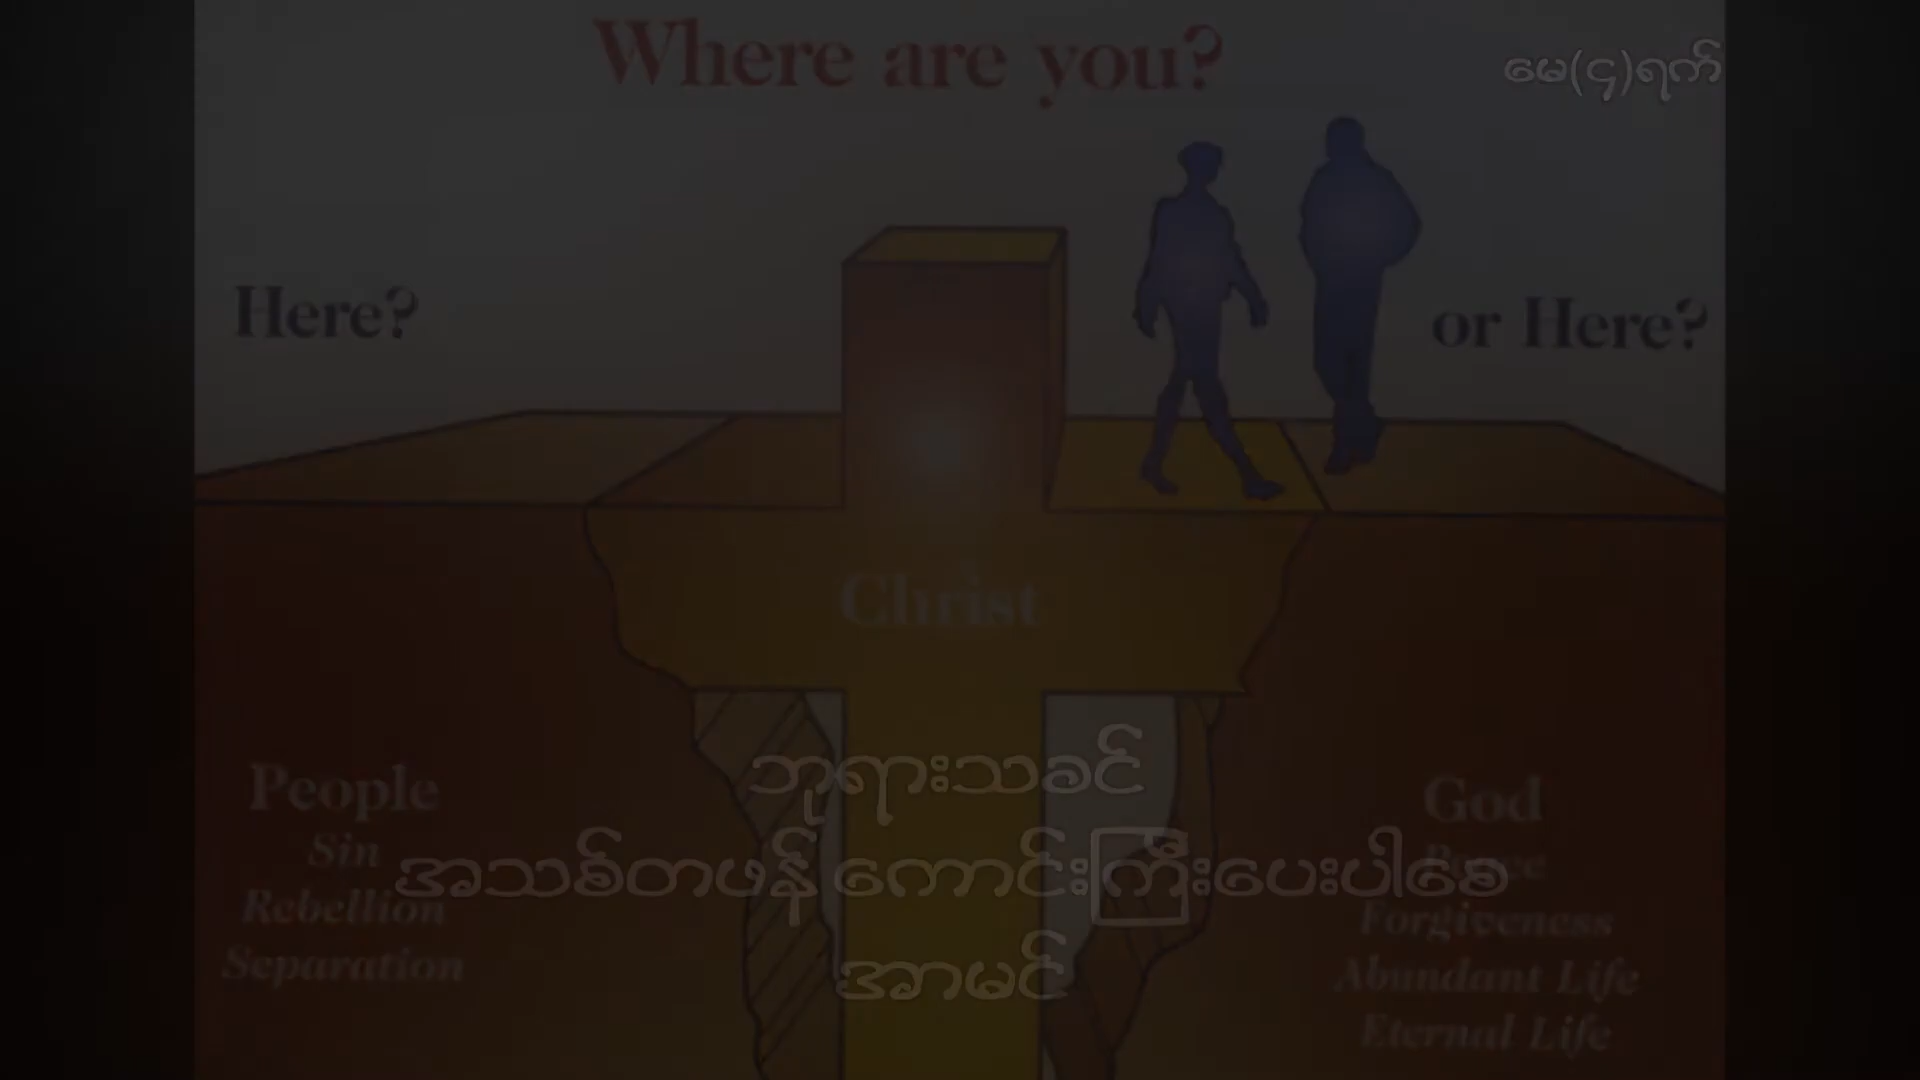 Where are you?
မေ(၄)ရက်
Here?
or Here?
Christ
ဘုရားသခင်
အသစ်တဖန်ကောင်းကြီးပေးပါစေ
အာမင်
People
Sin
Rebellion
Separation
God
Peace
Forgiveness
Abundant Life
Eternal Life